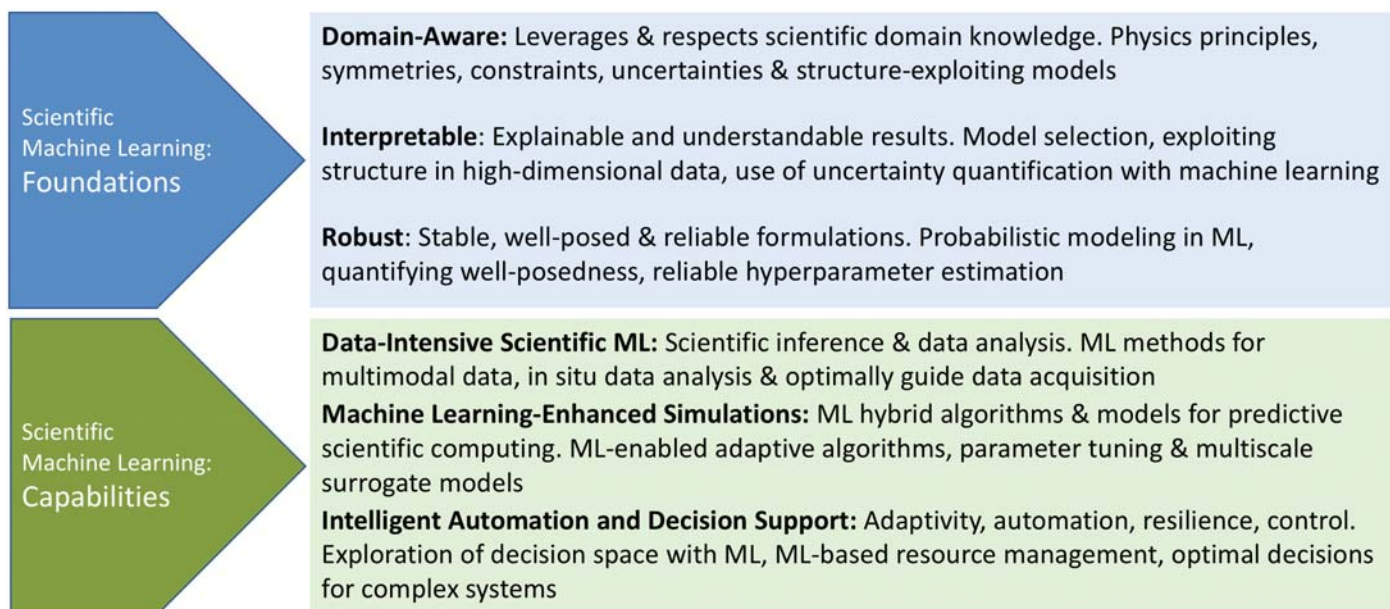 Scientific
Machine Learning:
Foundations
Domain-Aware: Leverages & respects scientific domain knowledge. Physics principles,
symmetries, constraints, uncertainties & structure-exploiting models
Interpretable: Explainable and understandable results. Model selection, exploiting
structure in high-dimensional data, use of uncertainty quantification with machine learning
Robust: Stable, well-posed & reliable formulations. Probabilistic modeling in ML,
quantifying well-posedness, reliable hyperparameter estimation
Scientific
Machine Learning:
Capabilities
Data-Intensive Scientific ML: Scientific inference & data analysis. ML methods for
multimodal data, in situ data analysis & optimally guide data acquisition
Machine Learning-Enhanced Simulations: ML hybrid algorithms & models for predictive
scientific computing. ML-enabled adaptive algorithms, parameter tuning & multiscale
surrogate models
Intelligent Automation and Decision Support: Adaptivity, automation, resilience, control.
Exploration of decision space with ML, ML-based resource management, optimal decisions
for complex systems